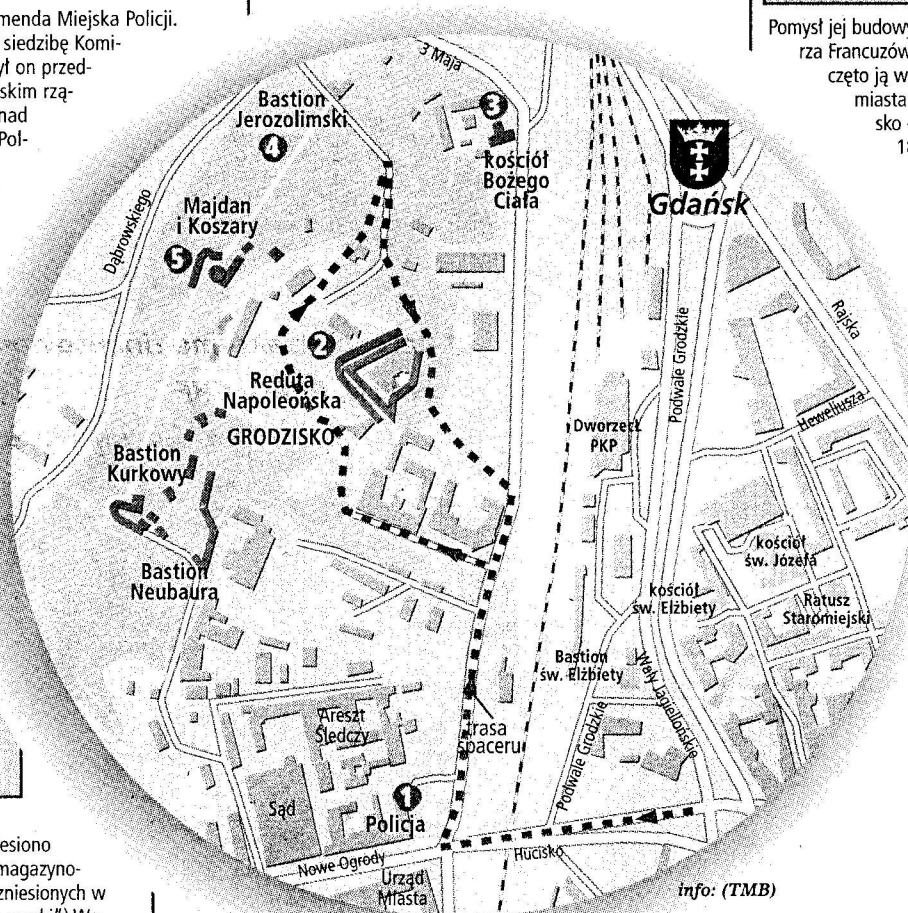 menda Miejska Policji.
siedzibę Komi-
ył on przed-
skim rzą-
nad
Pol-
Pomysł jej budowy
rza Francuzów
częto ją w
miasta
sko -
18
3 Maja
Bastion
Jerozolimski
4
3
kościół
Bożego
Ciała
Gdańsk
Dąbrowskiego
Majdan
i Koszary
5
2
Reduta
Napoleońska
GRODZISKO
Podwale Grodzkie
Rajska
Heweliusza
Dworzec
PKP
Bastion
Kurkowy
Bastion
Neubaura
kościół
św. Józefa
kościół
św. Elżbiety
Ratusz
Staromiejski
Bastion
św. Elżbiety
Wały Jagiellońskie
Podwale Grodzkie
trasa
spaceru
Areszt
Śledczy
Sąd
1
Policja
Nowe Ogrody
Hucisko
Urząd
Miasta
info: (TMB)
esiono
magazyno-
zniesionych w